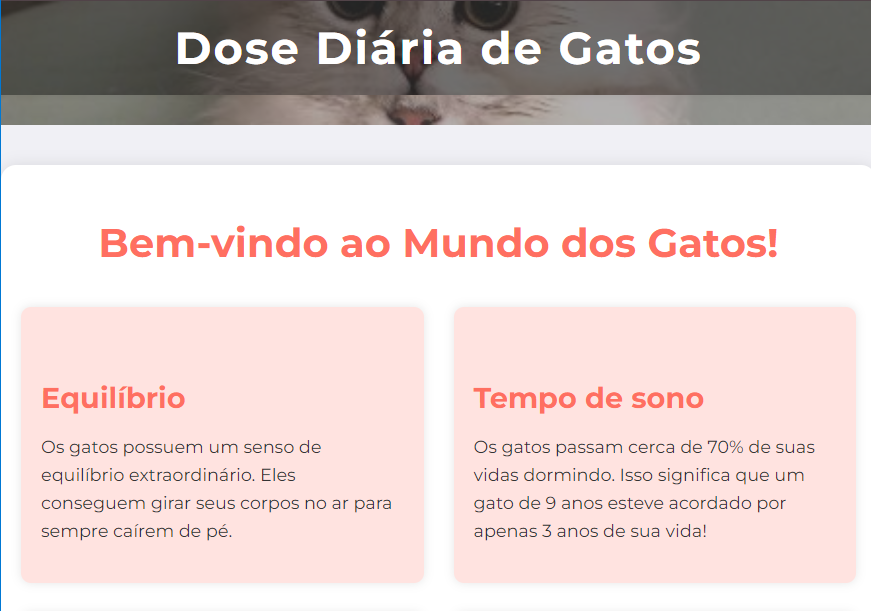 Dose Diária de Gatos
Bem-vindo ao Mundo dos Gatos!
Equilíbrio
Os gatos possuem um senso de
equilíbrio extraordinário. Eles
conseguem girar seus corpos no ar para
sempre caírem de pé.
Tempo de sono
Os gatos passam cerca de 70% de suas
vidas dormindo. Isso significa que um
gato de 9 anos esteve acordado por
apenas 3 anos de sua vida!